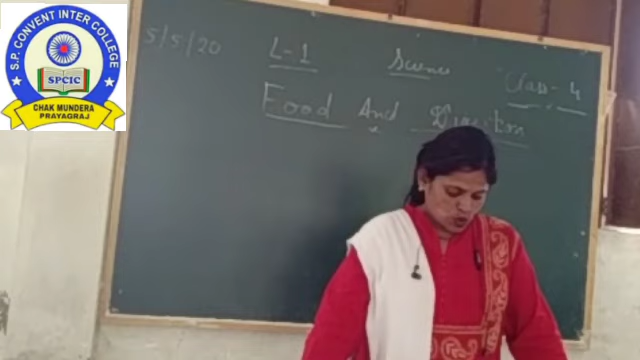 S.P. CONVENT INTER COLLEGE
SPCIC
CHAK MUNDERA
PRAYAGRAJ
5/5/20 L-1 Science Class-4
Food And Digestion